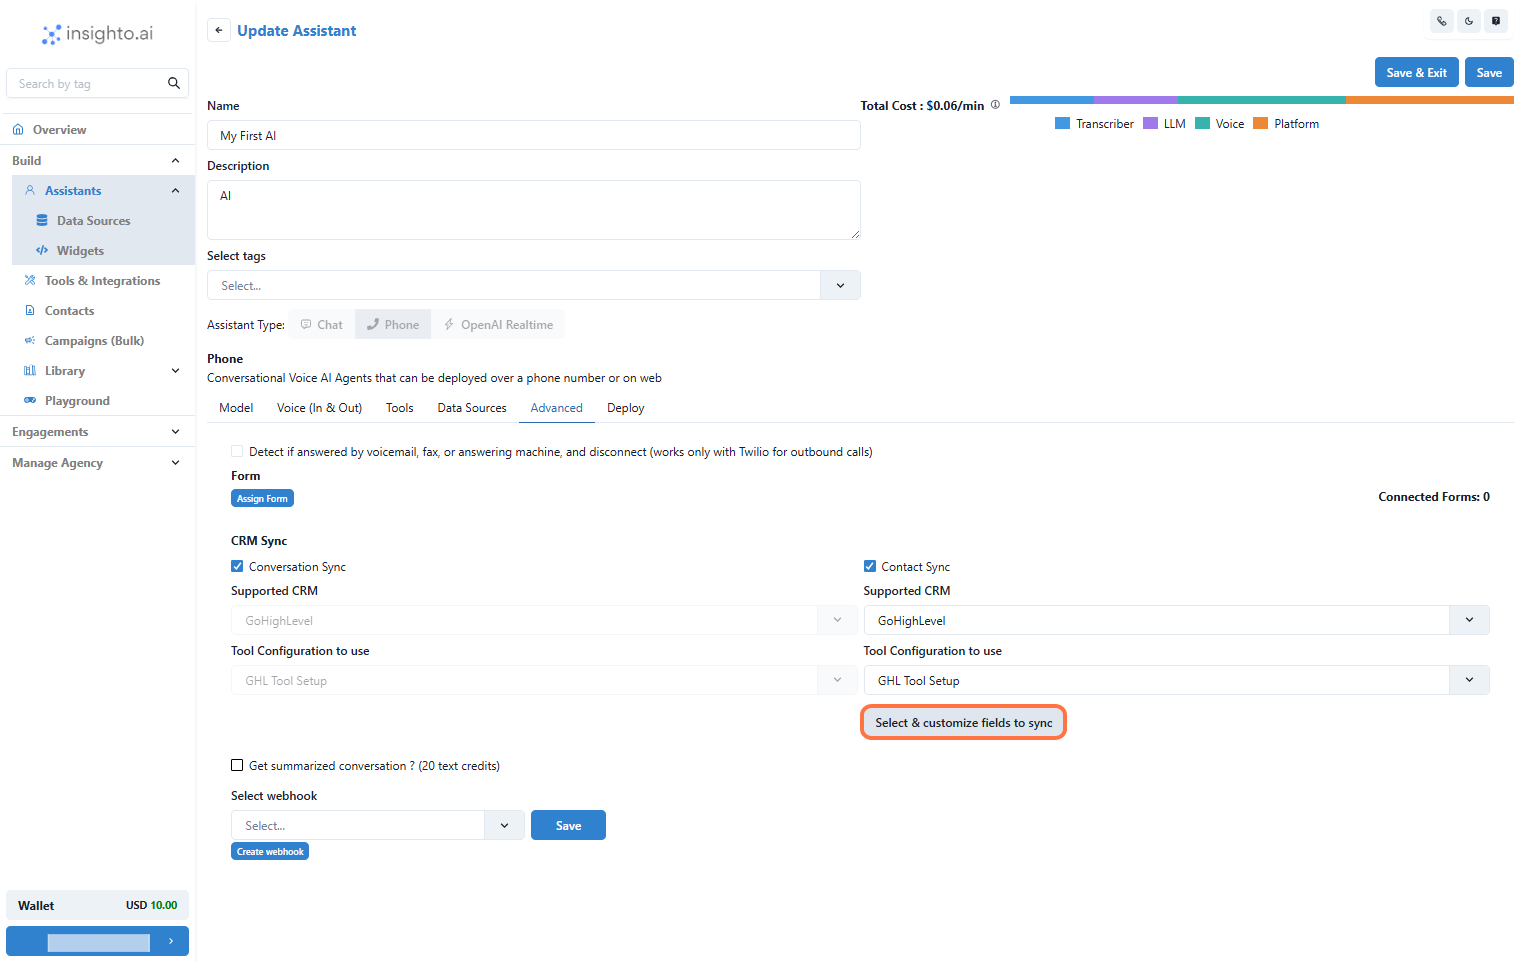 insighto.ai
Update Assistant
Search by tag
Save & Exit
Save
Name
Total Cost : $0.06/min
My First AI
Transcriber
LLM
Voice
Platform
Overview
Build
Description
Assistants
AI
Data Sources
Widgets
Select tags
Tools & Integrations
Select...
Contacts
Assistant Type:
Chat
Phone
OpenAI Realtime
Campaigns (Bulk)
Phone
Library
Conversational Voice AI Agents that can be deployed over a phone number or on web
Playground
Model
Voice (In & Out)
Tools
Data Sources
Advanced
Deploy
Engagements
Manage Agency
Detect if answered by voicemail, fax, or answering machine, and disconnect (works only with Twilio for outbound calls)
Form
Assign Form
Connected Forms: 0
CRM Sync
Conversation Sync
Contact Sync
Supported CRM
Supported CRM
GoHighLevel
GoHighLevel
Tool Configuration to use
Tool Configuration to use
GHL Tool Setup
GHL Tool Setup
Select & customize fields to sync
Get summarized conversation ? (20 text credits)
Select webhook
Select...
Save
Create webhook
Wallet
USD 10.00